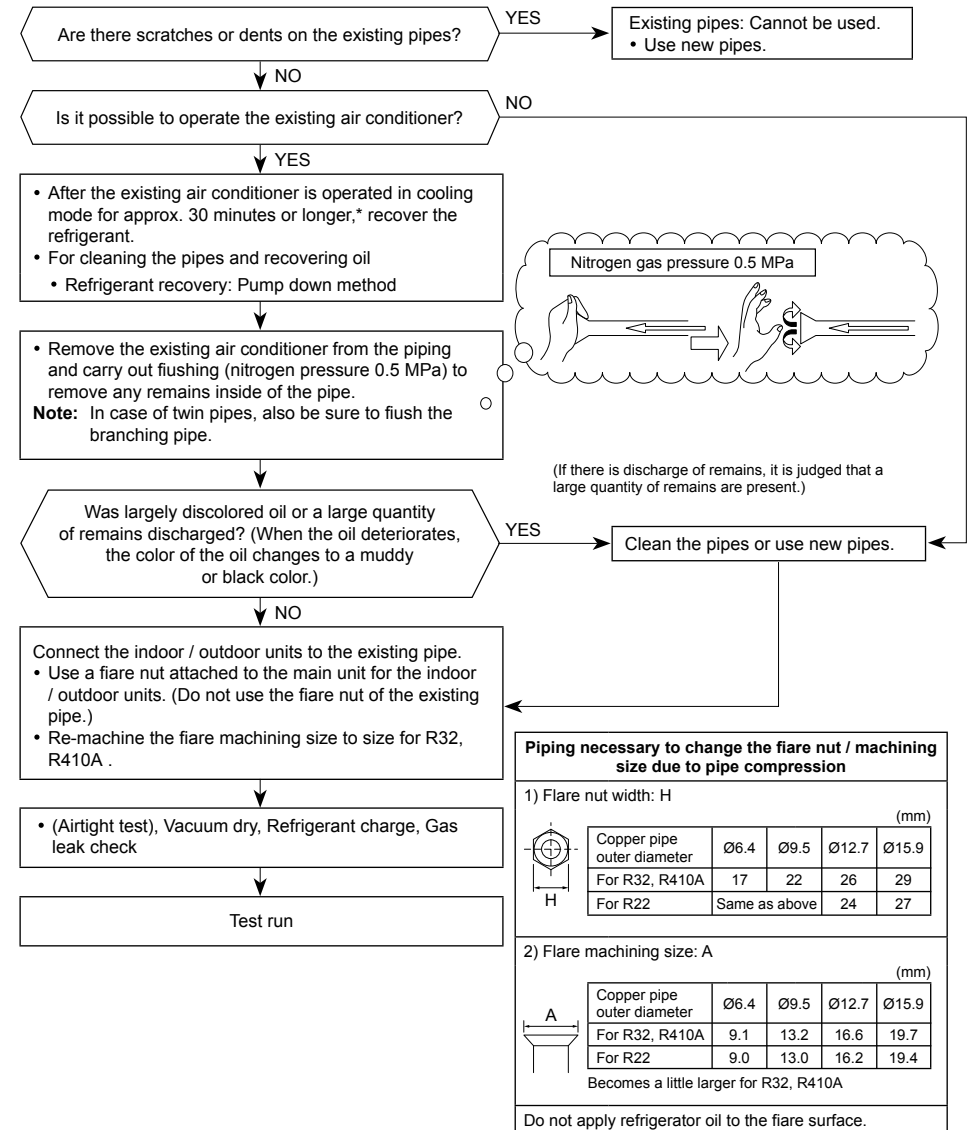 Are there scratches or dents on the existing pipes?
YES
Existing pipes: Cannot be used.
• Use new pipes.
NO
Is it possible to operate the existing air conditioner?
NO
YES
• After the existing air conditioner is operated in cooling
mode for approx. 30 minutes or longer,* recover the
refrigerant.
• For cleaning the pipes and recovering oil
• Refrigerant recovery: Pump down method
Nitrogen gas pressure 0.5 MPa
• Remove the existing air conditioner from the piping
and carry out fiushing (nitrogen pressure 0.5 MPa) to
remove any remains inside of the pipe.
Note: In case of twin pipes, also be sure to fiush the
branching pipe.
(If there is discharge of remains, it is judged that a
large quantity of remains are present.)
Was largely discolored oil or a large quantity
of remains discharged? (When the oil deteriorates,
the color of the oil changes to a muddy
or black color.)
YES
Clean the pipes or use new pipes.
NO
Connect the indoor / outdoor units to the existing pipe.
• Use a fiare nut attached to the main unit for the indoor
/ outdoor units. (Do not use the fiare nut of the existing
pipe.)
• Re-machine the fiare machining size to size for R32,
R410A .
• (Airtight test), Vacuum dry, Refrigerant charge, Gas
leak check
Test run
Piping necessary to change the fiare nut / machining
size due to pipe compression
1) Flare nut width: H
(mm)
H
Copper pipe
outer diameter Ø6.4 Ø9.5 Ø12.7 Ø15.9
For R32, R410A 17 22 26 29
For R22 Same as above 24 27
2) Flare machining size: A
(mm)
A
Copper pipe
outer diameter Ø6.4 Ø9.5 Ø12.7 Ø15.9
For R32, R410A 9.1 13.2 16.6 19.7
For R22 9.0 13.0 16.2 19.4
Becomes a little larger for R32, R410A
Do not apply refrigerator oil to the fiare surface.